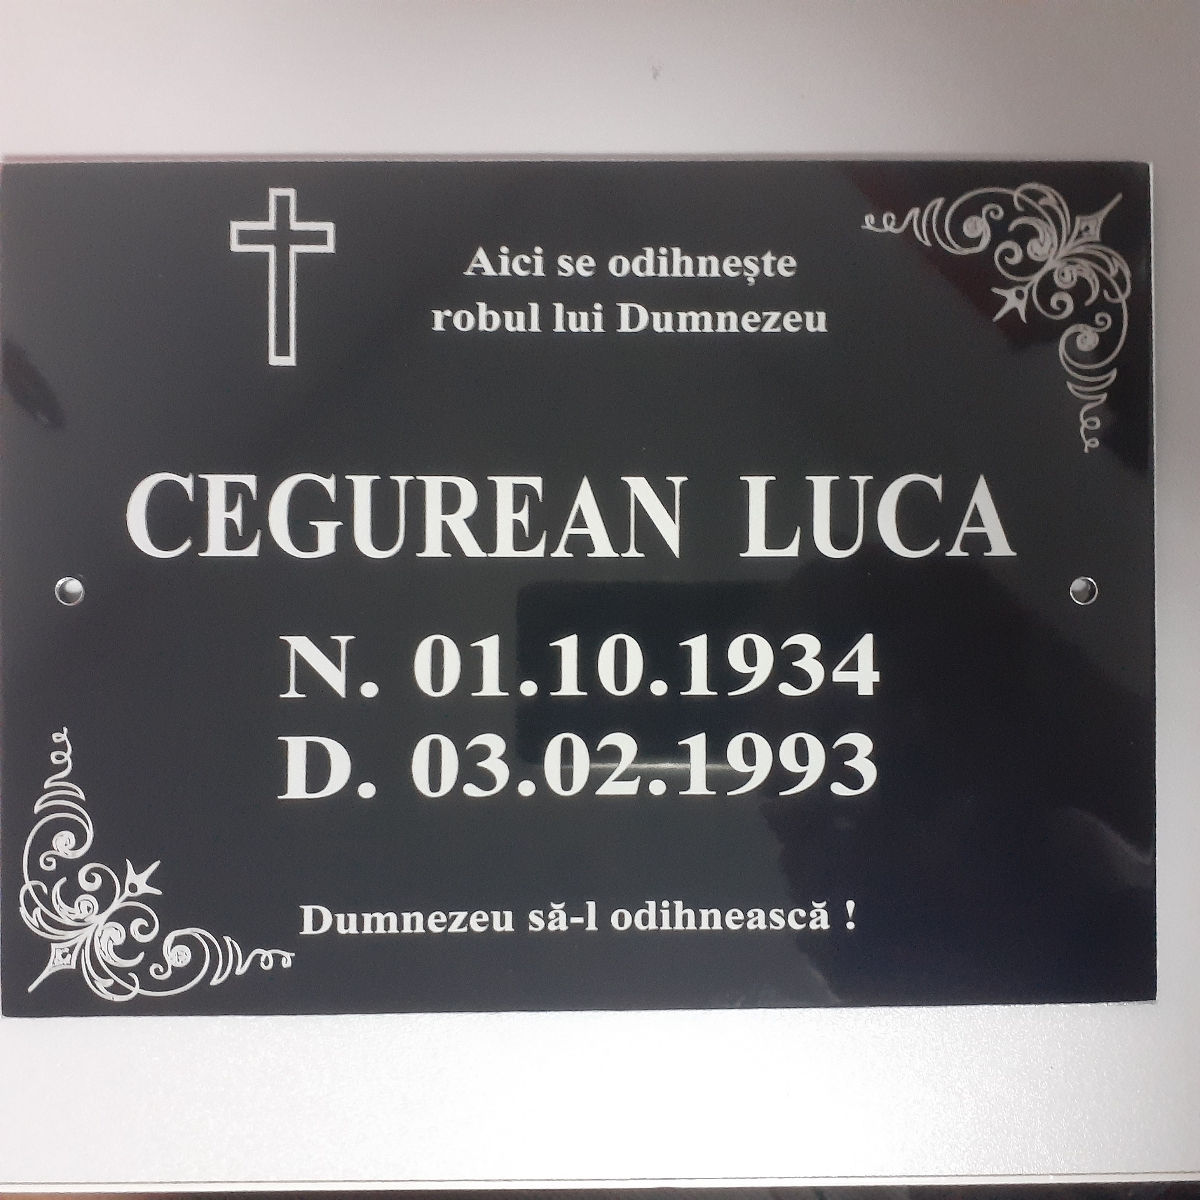 Aici se odihnește
robul lui Dumnezeu
CEGUREAN LUCA
N. 01.10.1934
D. 03.02.1993
Dumnezeu să-l odihnească !